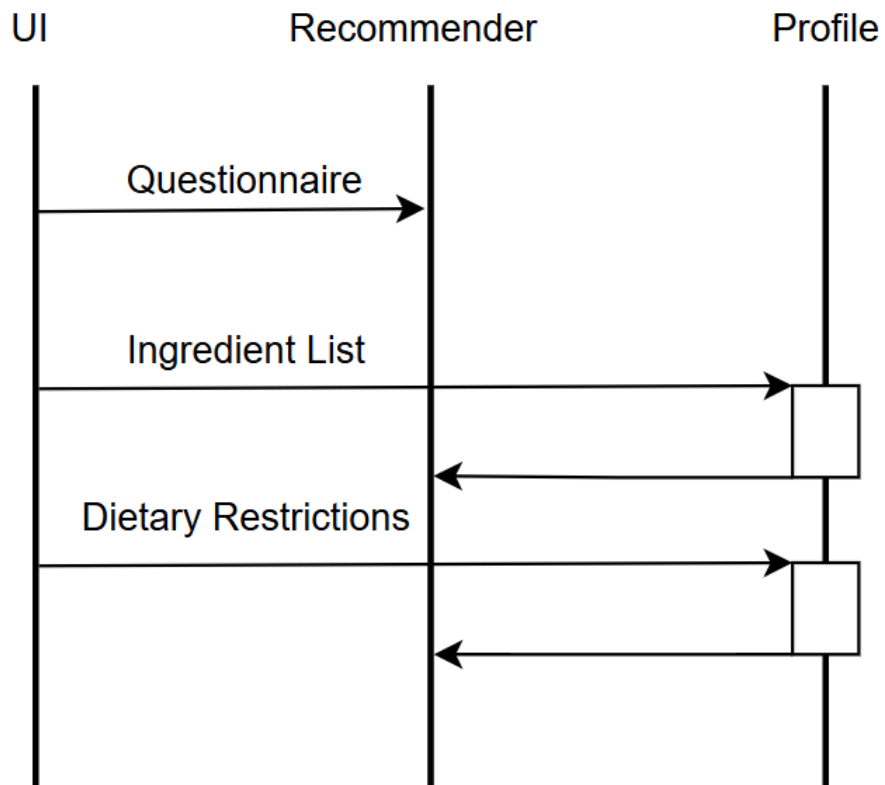 UI
Recommender
Profile
Questionnaire
Ingredient List
Dietary Restrictions